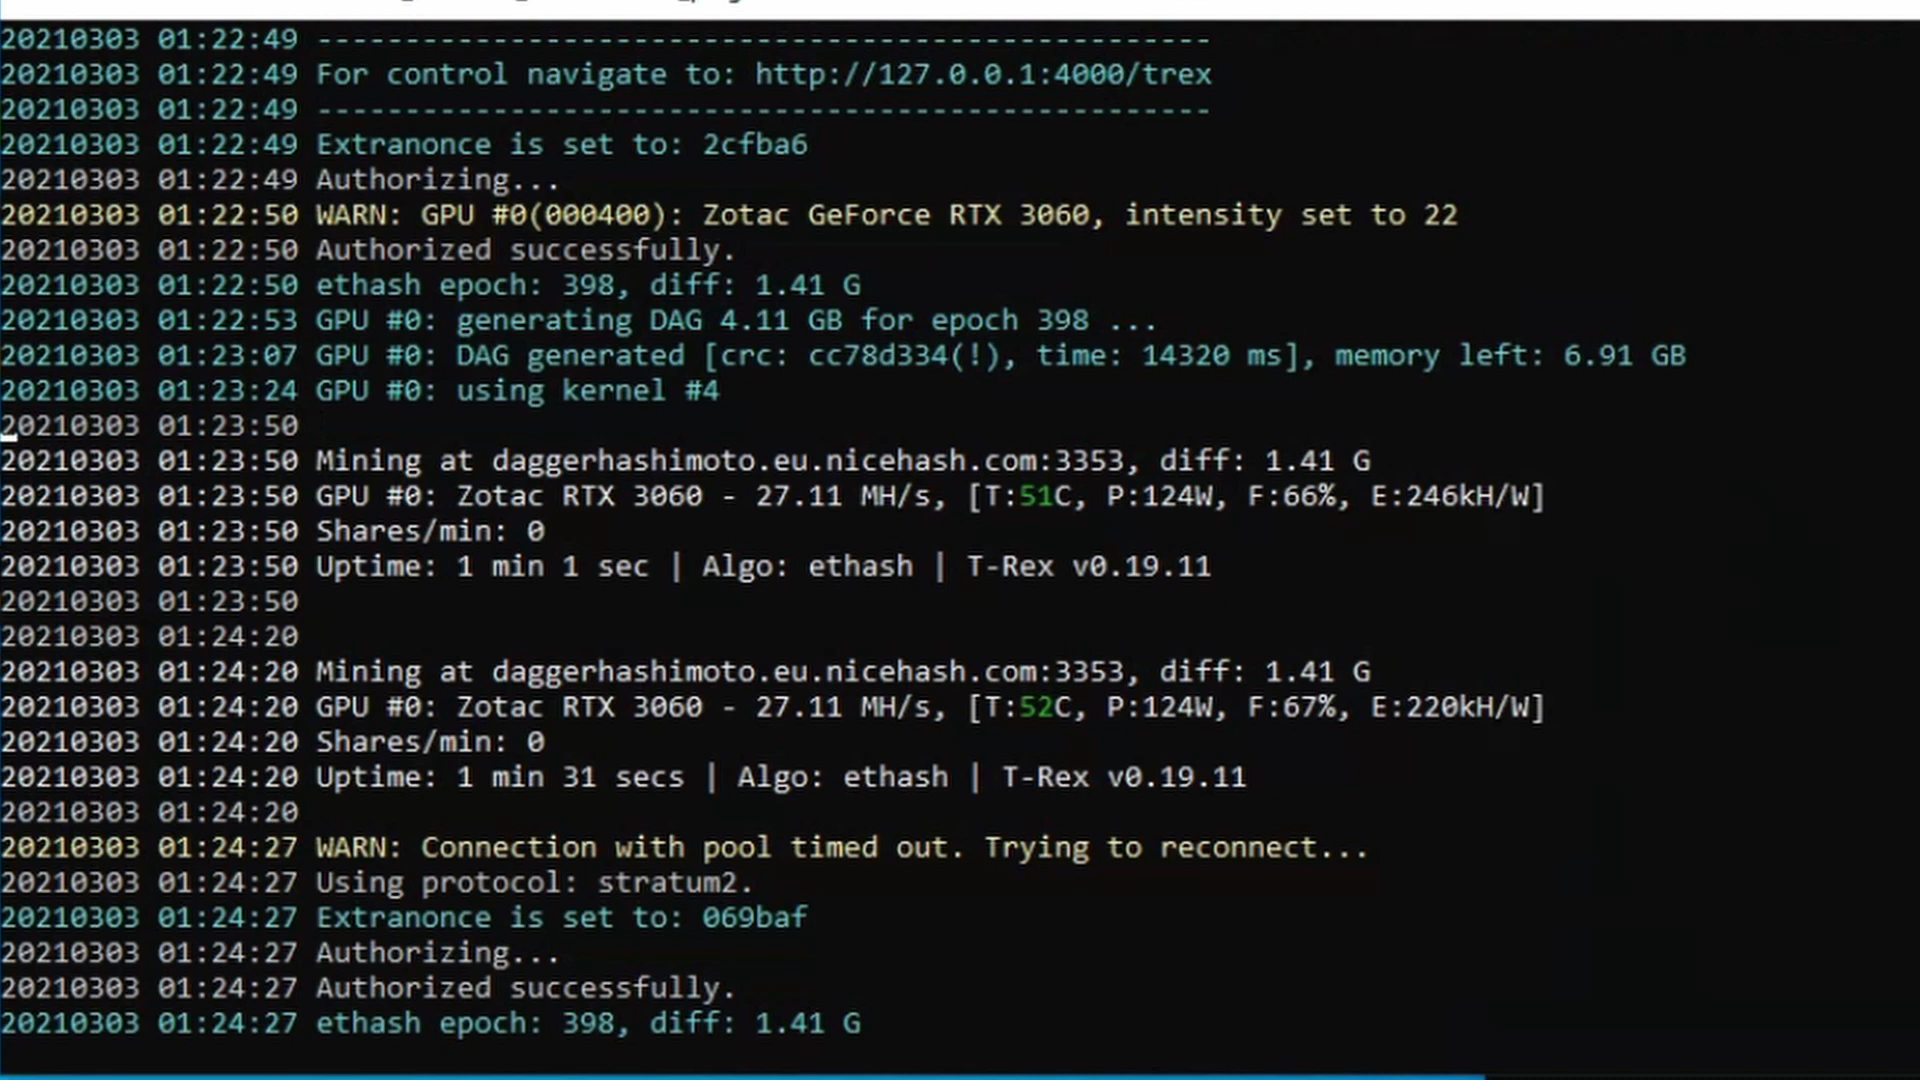 20210303 01:22:49 --------------------------------------------------- 
20210303 01:22:49 For control navigate to: http://127.0.0.1:4000/trex
20210303 01:22:49 ---------------------------------------------------
20210303 01:22:49 Extranonce is set to: 2cfba6
20210303 01:22:49 Authorizing...
20210303 01:22:50 WARN: GPU #0(000400): Zotac GeForce RTX 3060, intensity set to 22
20210303 01:22:50 Authorized successfully.
20210303 01:22:50 ethash epoch: 398, diff: 1.41 G
20210303 01:22:53 GPU #0: generating DAG 4.11 GB for epoch 398 ...
20210303 01:23:07 GPU #0: DAG generated [crc: cc78d334(!), time: 14320 ms], memory left: 6.91 GB
20210303 01:23:24 GPU #0: using kernel #4
20210303 01:23:50
20210303 01:23:50 Mining at daggerhashimoto.eu.nicehash.com:3353, diff: 1.41 G
20210303 01:23:50 GPU #0: Zotac RTX 3060 - 27.11 MH/s, [T:51C, P:124W, F:66%, E:246kH/W]
20210303 01:23:50 Shares/min: 0
20210303 01:23:50 Uptime: 1 min 1 sec | Algo: ethash | T-Rex v0.19.11
20210303 01:23:50
20210303 01:24:20
20210303 01:24:20 Mining at daggerhashimoto.eu.nicehash.com:3353, diff: 1.41 G
20210303 01:24:20 GPU #0: Zotac RTX 3060 - 27.11 MH/s, [T:52C, P:124W, F:67%, E:220kH/W]
20210303 01:24:20 Shares/min: 0
20210303 01:24:20 Uptime: 1 min 31 secs | Algo: ethash | T-Rex v0.19.11
20210303 01:24:20
20210303 01:24:27 WARN: Connection with pool timed out. Trying to reconnect...
20210303 01:24:27 Using protocol: stratum2.
20210303 01:24:27 Extranonce is set to: 069baf
20210303 01:24:27 Authorizing...
20210303 01:24:27 Authorized successfully.
20210303 01:24:27 ethash epoch: 398, diff: 1.41 G